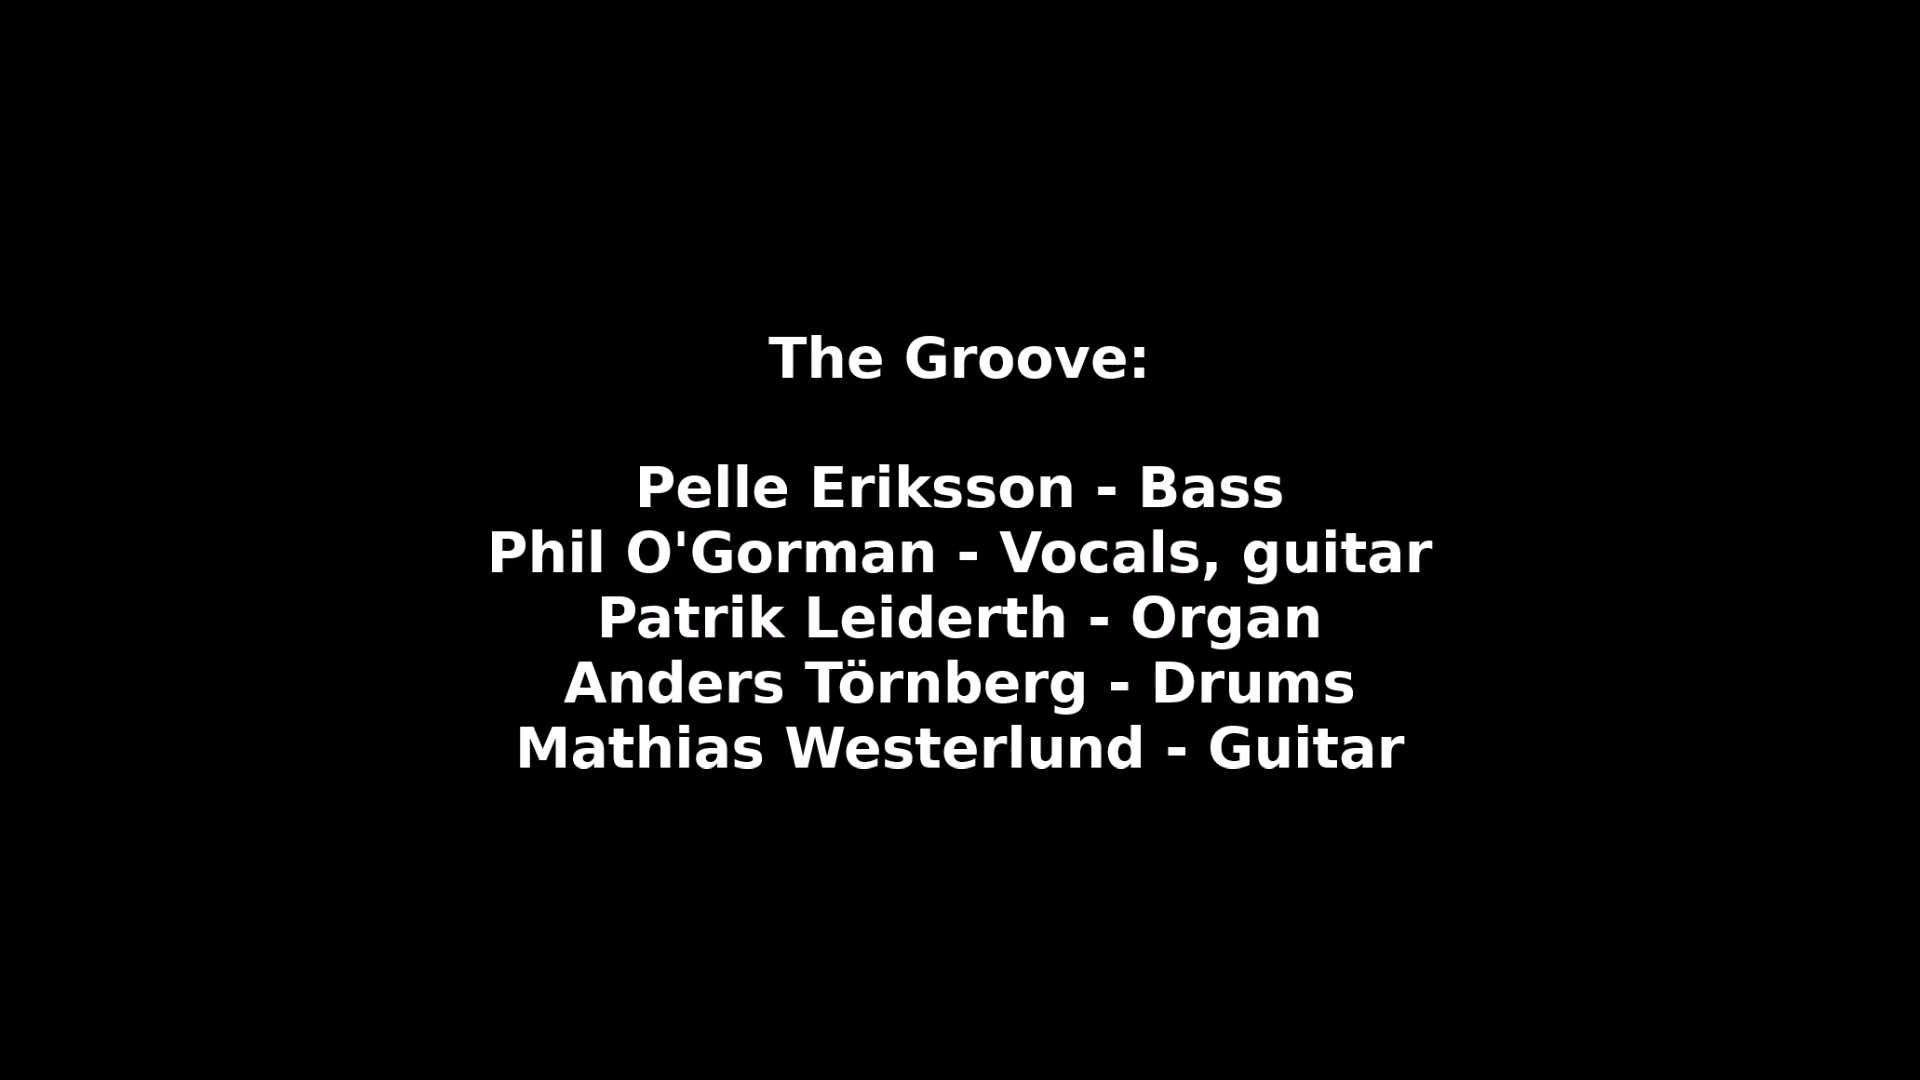 The Groove:
Pelle Eriksson - Bass
Phil O'Gorman - Vocals, guitar
Patrik Leiderth - Organ
Anders Törnberg - Drums
Mathias Westerlund - Guitar